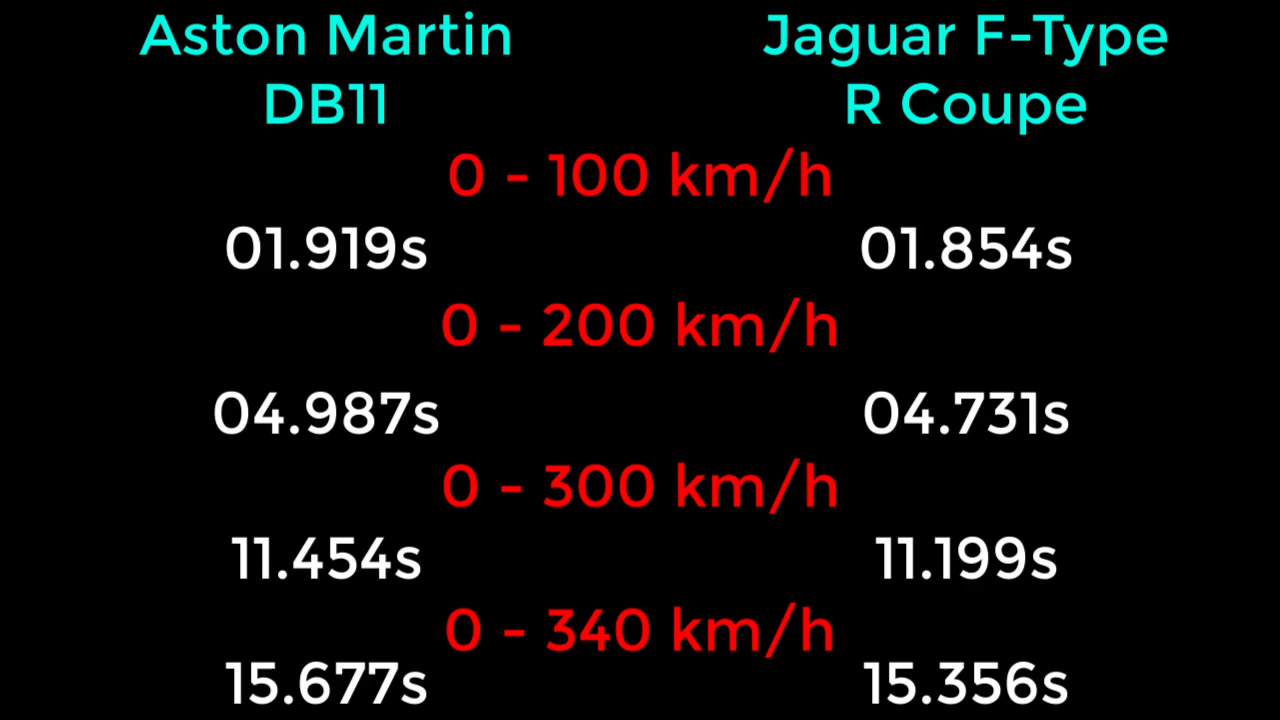 Aston Martin
DB11
Jaguar F-Type
R Coupe
0 - 100 km/h
01.919s
01.854s
0 - 200 km/h
04.987s
04.731s
0 - 300 km/h
11.454s
11.199s
0 - 340 km/h
15.677s
15.356s